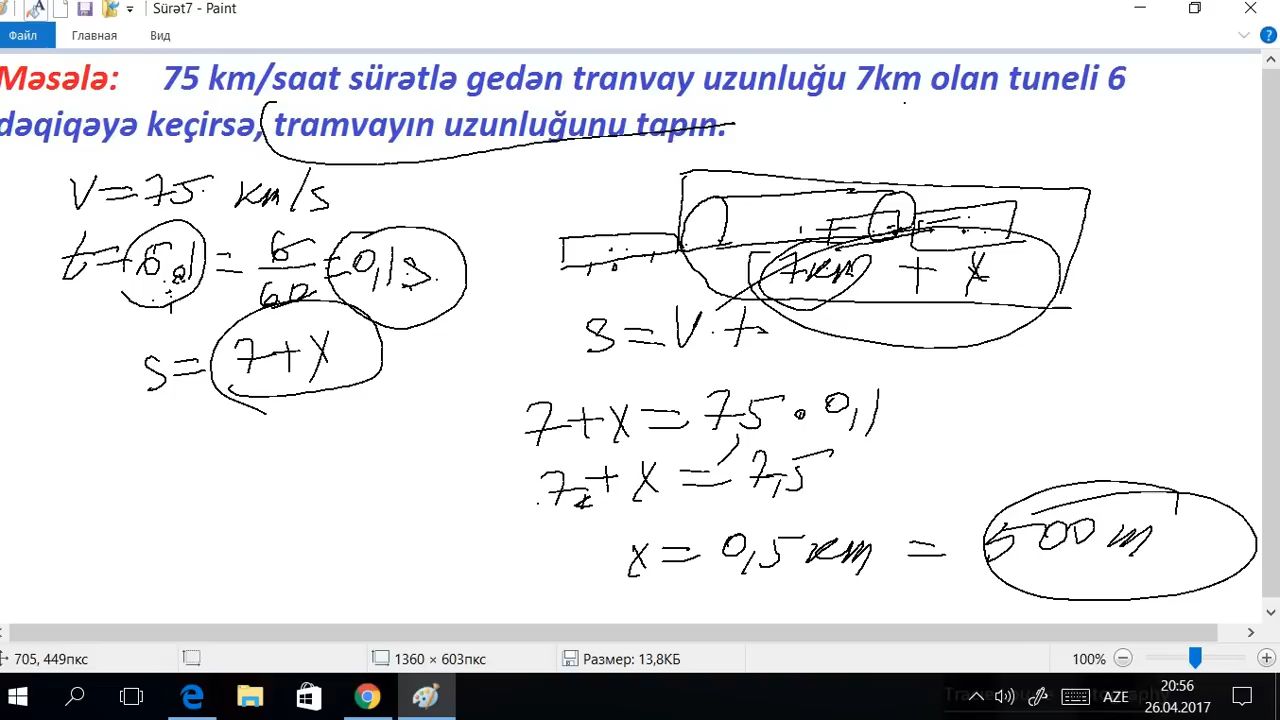 Sürət7 - Paint
Файл Главная Вид
Məsələ: 75 km/saat sürətlə gedən tranvay uzunluğu 7km olan tuneli 6
dəqiqəyə keçirsə, tramvayın uzunluğunu tapın.
V=75 km/s
t=6 d = 6/60 = 0,1 s
7km + x
S = V t
S = 7+x
7+x = 75 · 0,1
7+x = 7,5
x = 0,5 km = 500 m
705, 449пкс 1360 × 603пкс Размер: 13,8КБ 100%
AZE 20:56
26.04.2017